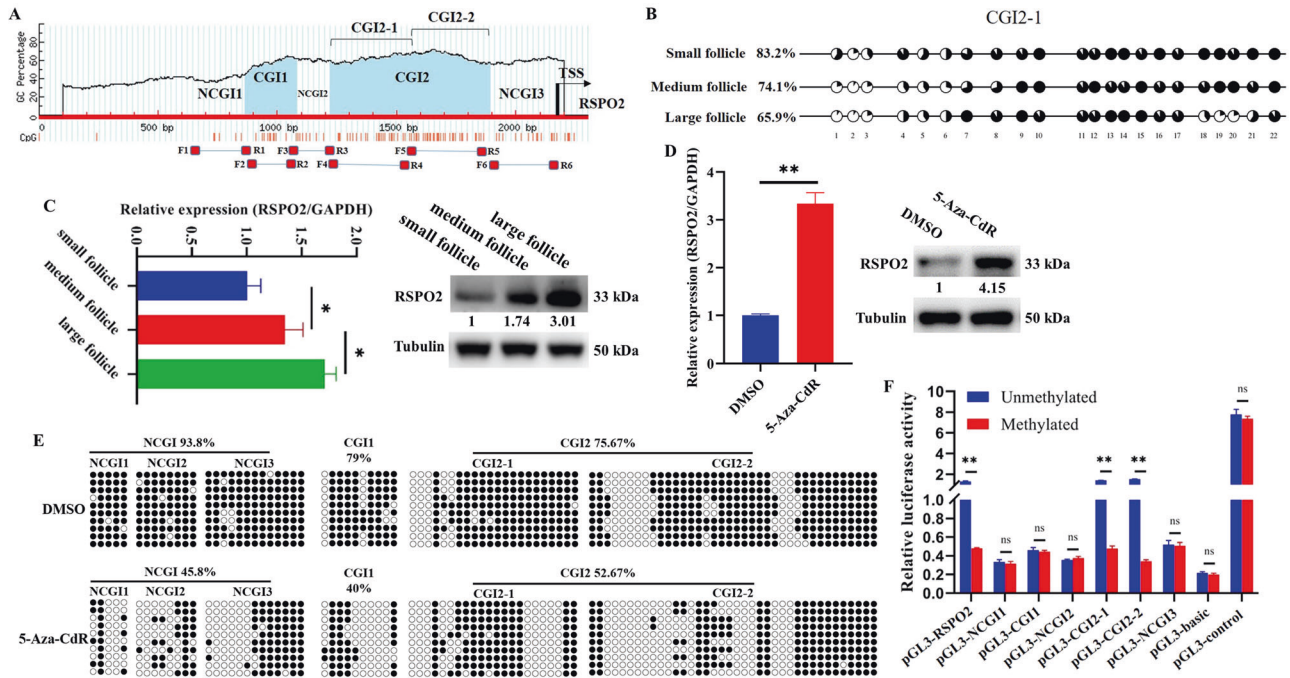 A
CGI2-1
CGI2-2
GC Percentage
0 20 40 60 80
NCGI1
CGI1
NCGI2
CGI2
NCGI3
TSS
RSPO2
CpG
0
500 bp
1000 bp
1500 bp
2000 bp
F1 R1 F3 R3 F5 R5
F2 R2 F4 R4 F6 R6
B
CGI2-1
Small follicle 83.2%
Medium follicle 74.1%
Large follicle 65.9%
1 2 3 4 5 6 7 8 9 10 11 12 13 14 15 16 17 18 19 20 21 22
C
Relative expression (RSPO2/GAPDH)
0.0 0.5 1.0 1.5 2.0
small follicle
medium follicle
large follicle
*
*
small follicle
medium follicle
large follicle
RSPO2
33 kDa
1 1.74 3.01
Tubulin
50 kDa
D
Relative expression (RSPO2/GAPDH)
4
3
2
1
0
**
DMSO
5-Aza-CdR
DMSO
5-Aza-CdR
RSPO2
33 kDa
1 4.15
Tubulin
50 kDa
E
NCGI 93.8%
NCGI1 NCGI2 NCGI3
CGI1
79%
CGI2 75.67%
CGI2-1
CGI2-2
DMSO
NCGI 45.8%
NCGI1 NCGI2 NCGI3
CGI1
40%
CGI2 52.67%
CGI2-1
CGI2-2
5-Aza-CdR
F
Relative luciferase activity
10
8
6
4
2
1.0
0.8
0.6
0.4
0.2
0.0
Unmethylated
Methylated
**
ns
ns
ns
**
**
ns
ns
ns
pGL3-RSPO2
pGL3-NCGI1
pGL3-CGI1
pGL3-NCGI2
pGL3-CGI2-1
pGL3-CGI2-2
pGL3-NCGI3
pGL3-basic
pGL3-control